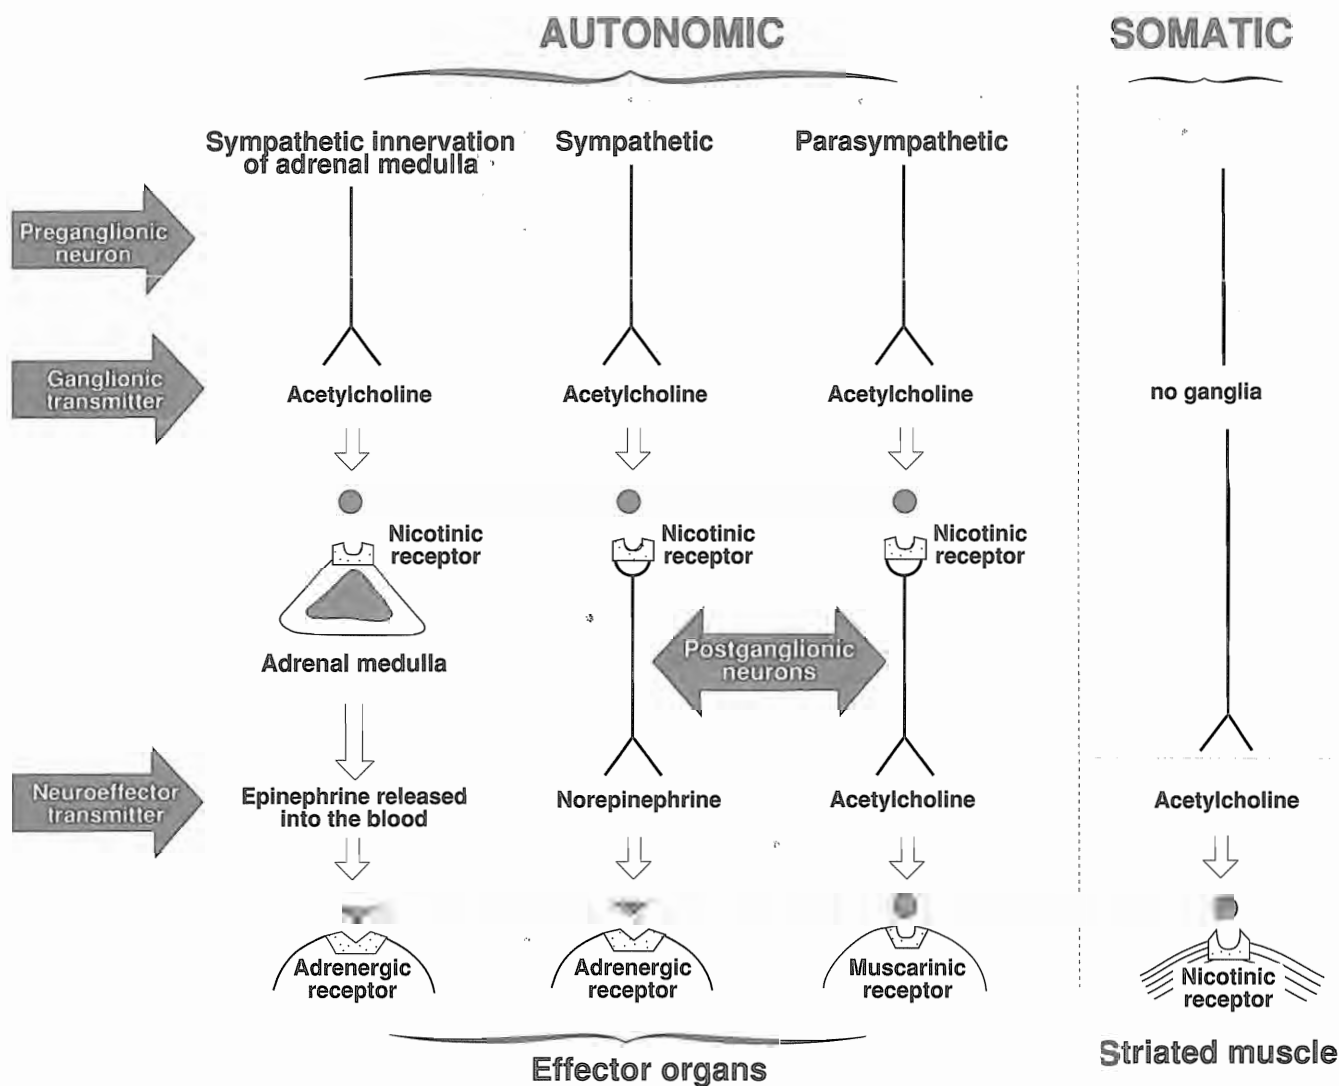 AUTONOMIC
SOMATIC
Sympathetic innervation
of adrenal medulla
Sympathetic
Parasympathetic
Preganglionic
neuron
Ganglionic
transmitter
Acetylcholine
Acetylcholine
Acetylcholine
no ganglia
Nicotinic
receptor
Nicotinic
receptor
Nicotinic
receptor
Adrenal medulla
Postganglionic
neurons
Neuroeffector
transmitter
Epinephrine released
into the blood
Norepinephrine
Acetylcholine
Acetylcholine
Adrenergic
receptor
Adrenergic
receptor
Muscarinic
receptor
Nicotinic
receptor
Effector organs
Striated muscle